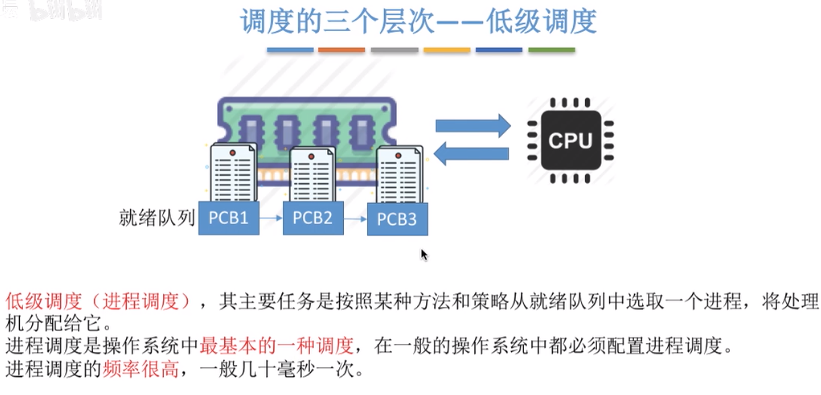 bilibili
调度的三个层次——低级调度
CPU
就绪队列 PCB1 PCB2 PCB3
低级调度（进程调度），其主要任务是按照某种方法和策略从就绪队列中选取一个进程，将处理
机分配给它。
进程调度是操作系统中最基本的一种调度，在一般的操作系统中都必须配置进程调度。
进程调度的频率很高，一般几十毫秒一次。